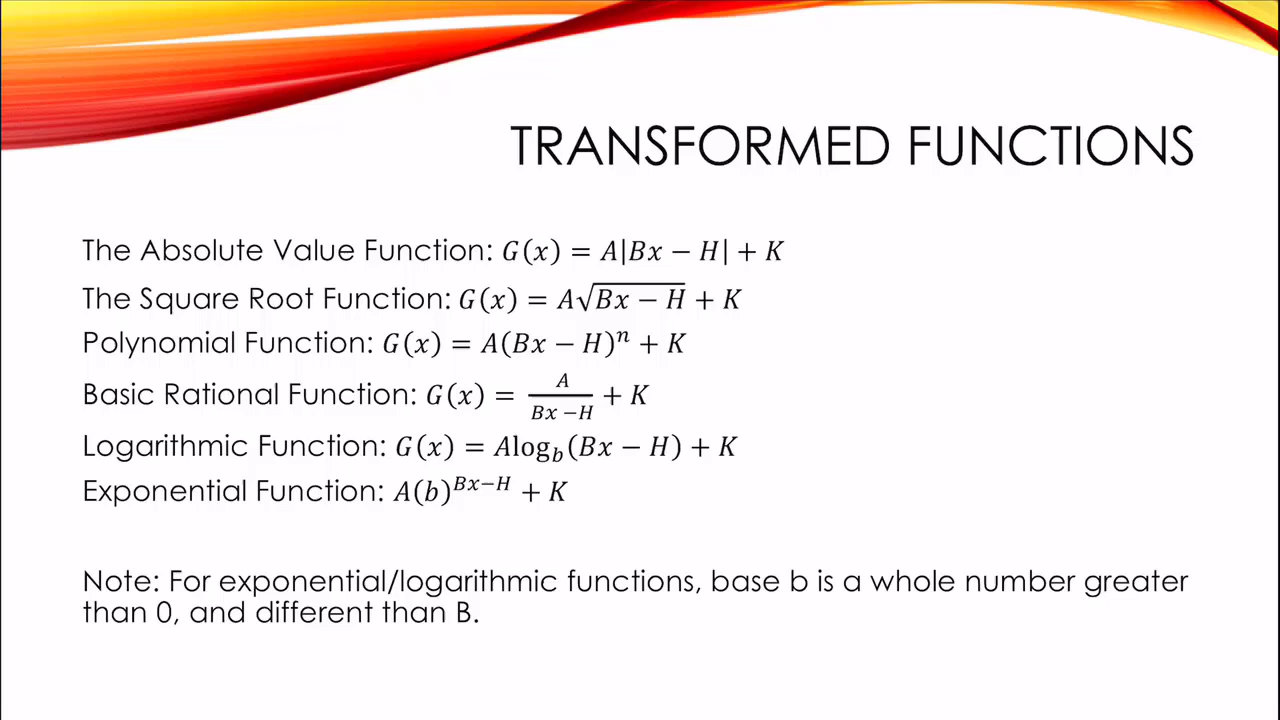 TRANSFORMED FUNCTIONS
The Absolute Value Function: G(x) = A|Bx − H| + K
The Square Root Function: G(x) = A√(Bx − H) + K
Polynomial Function: G(x) = A(Bx − H)ⁿ + K
Basic Rational Function: G(x) = A/(Bx −H) + K
Logarithmic Function: G(x) = Alog_b(Bx − H) + K
Exponential Function: A(b)^(Bx−H) + K
Note: For exponential/logarithmic functions, base b is a whole number greater
than 0, and different than B.